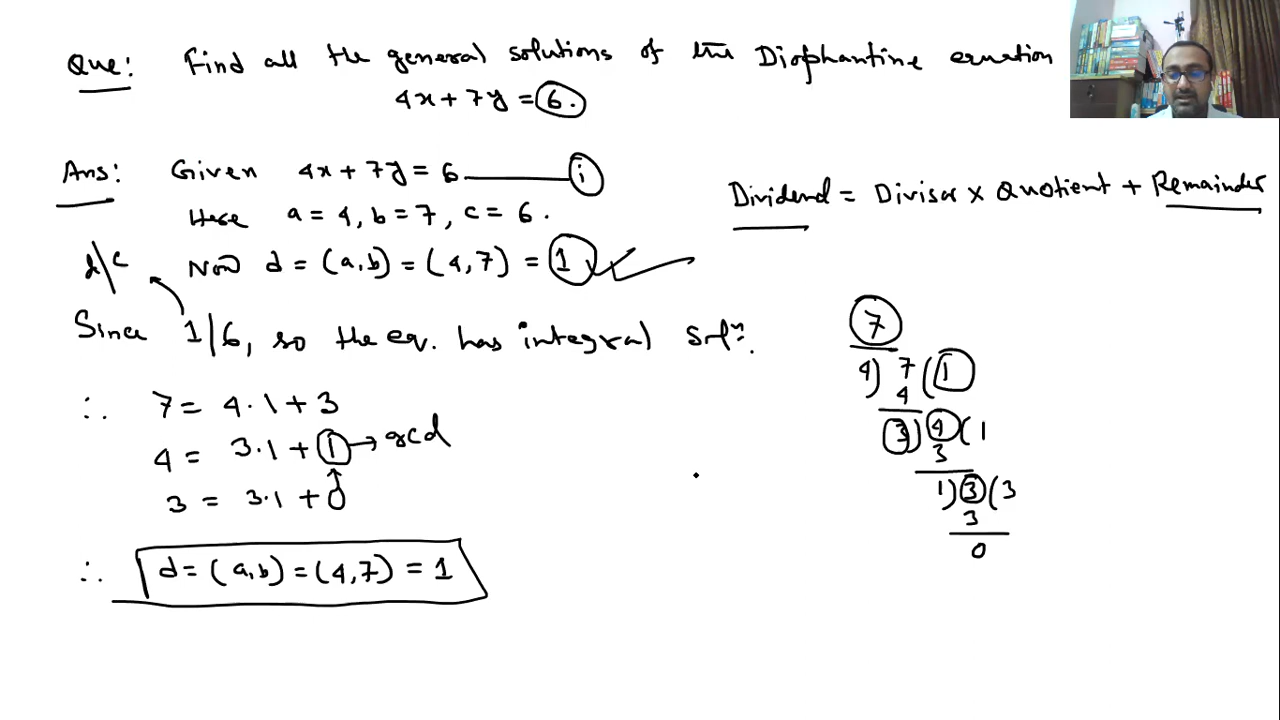 Que: Find all the general solutions of the Diophantine equation
4x + 7y = 6.
Ans: Given 4x + 7y = 6 i
Here a = 4, b = 7, c = 6.
d/c Now d = (a,b) = (4,7) = 1
Since 1/6, so the eq. has integral solⁿ.
∴ 7 = 4·1 + 3
4 = 3·1 + 1 → gcd
3 = 3·1 + 0
∴ d = (a,b) = (4,7) = 1
Dividend = Divisor × Quotient + Remainder
7
4) 7 (1
4
3) 4 (1
3
1) 3 (3
3
0